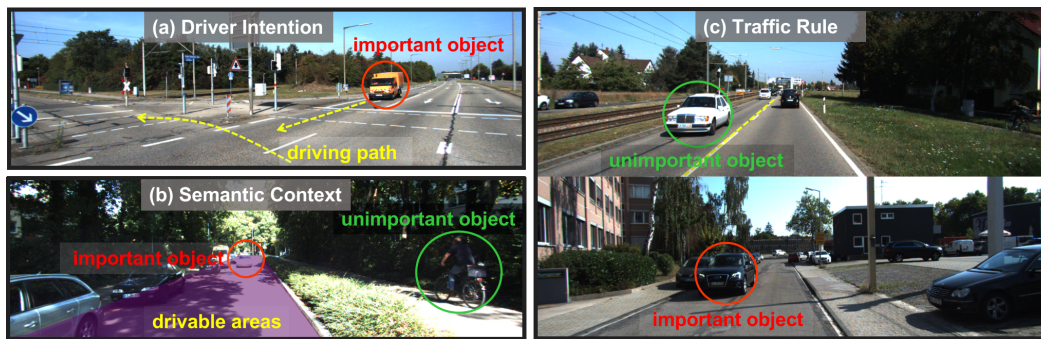 (a) Driver Intention
important object
driving path
(b) Semantic Context
unimportant object
important object
drivable areas
(c) Traffic Rule
unimportant object
important object